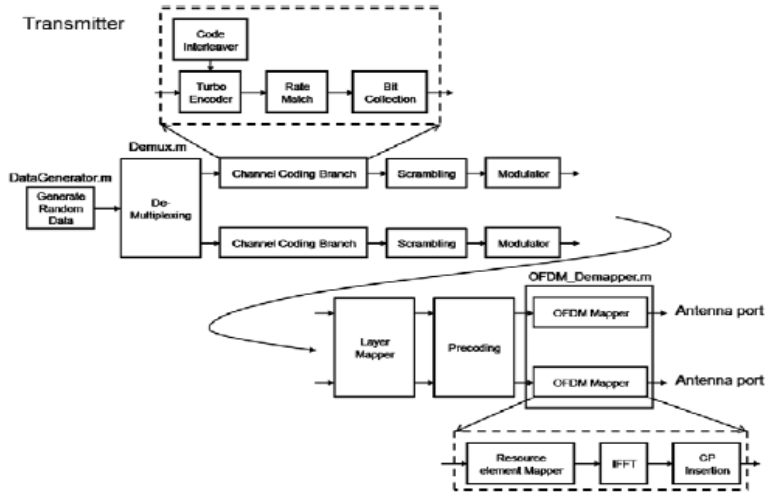 Transmitter
Code
Interleaver
Turbo
Encoder
Rate
Match
Bit
Collection
Demux.m
DataGenerator.m
Generate
Random
Data
De-
Multiplexing
Channel Coding Branch
Scrambling
Modulator
Channel Coding Branch
Scrambling
Modulator
OFDM_Demapper.m
Layer
Mapper
Precoding
OFDM Mapper
Antenna port
OFDM Mapper
Antenna port
Resource
element Mapper
IFFT
CP
Insertion